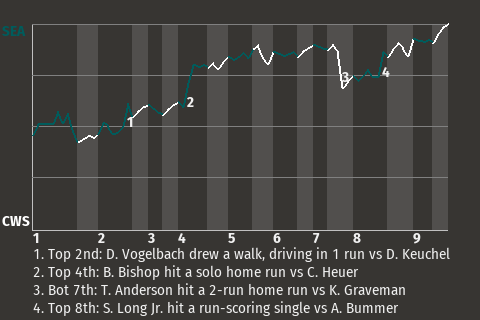 SEA
3
4
2
1
CWS
1 2 3 4 5 6 7 8 9
1. Top 2nd: D. Vogelbach drew a walk, driving in 1 run vs D. Keuchel
2. Top 4th: B. Bishop hit a solo home run vs C. Heuer
3. Bot 7th: T. Anderson hit a 2-run home run vs K. Graveman
4. Top 8th: S. Long Jr. hit a run-scoring single vs A. Bummer